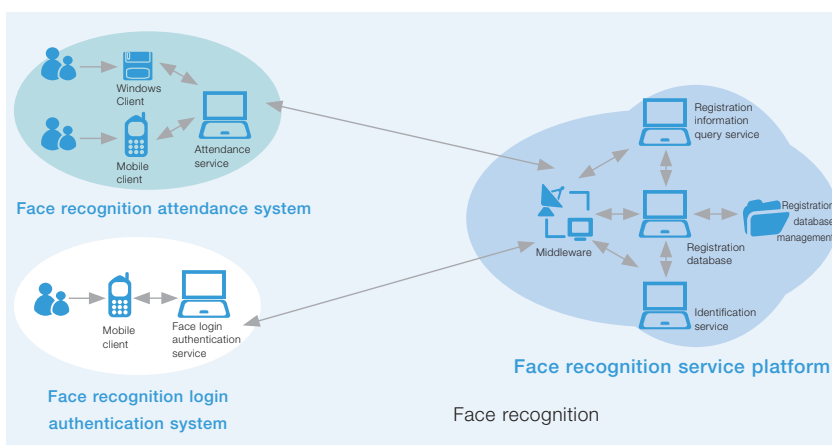 Windows
Client
Mobile
client
Attendance
service
Face recognition attendance system
Mobile
client
Face login
authentication
service
Face recognition login
authentication system
Registration
information
query service
Middleware
Registration
database
Registration
database
management
Identification
service
Face recognition service platform
Face recognition